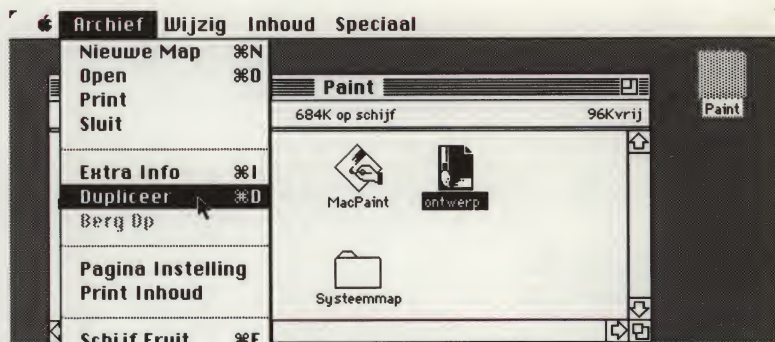 Archief Wijzig Inhoud Speciaal
Nieuwe Map ⌘N
Open ⌘O
Print
Sluit
Extra Info ⌘I
Dupliceer ⌘D
Berg Op
Pagina Instelling
Print Inhoud
Schijf Eruit ⌘E
Paint
684K op schijf 96K vrij
MacPaint
ontwerp
Systeemmap
Paint